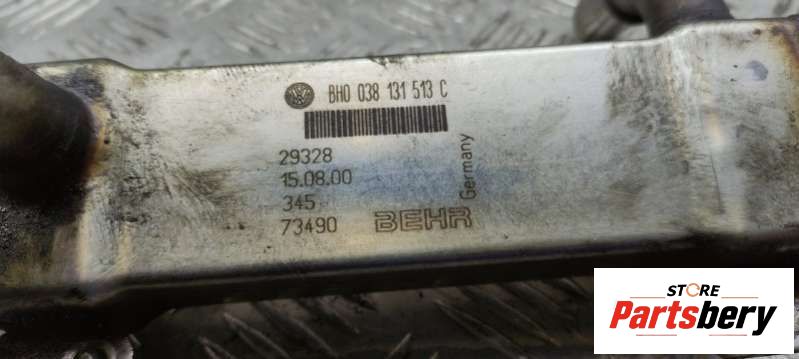 BH0 038 131 513 C
29328
15.08.00
345
73490
BEHR
Germany
STORE
Partsbery